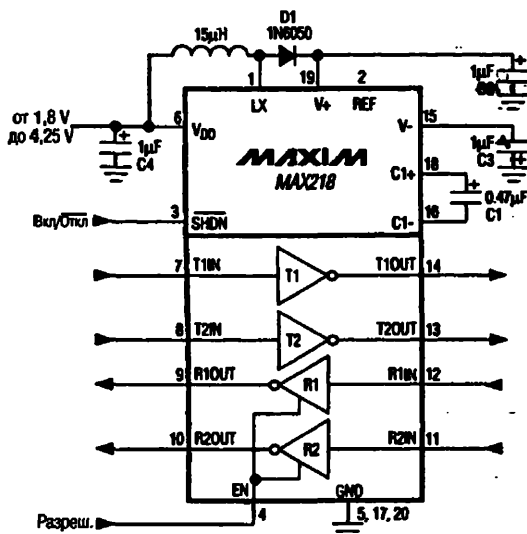 15μH
D1
1N6050
1
19
2
LX
V+
REF
1μF
от 1,8 V
до 4,25 V
6
VDD
1μF
C4
MAXIM
MAX218
15
V-
1μF
C3
18
C1+
0.47μF
C1
16
C1-
Вкл/Откл
3
SHDN
7
T1IN
T1
T1OUT
14
8
T2IN
T2
T2OUT
13
9
R1OUT
R1
R1IN
12
10
R2OUT
R2
R2IN
11
EN
GND
4
5, 17, 20
Разреш.